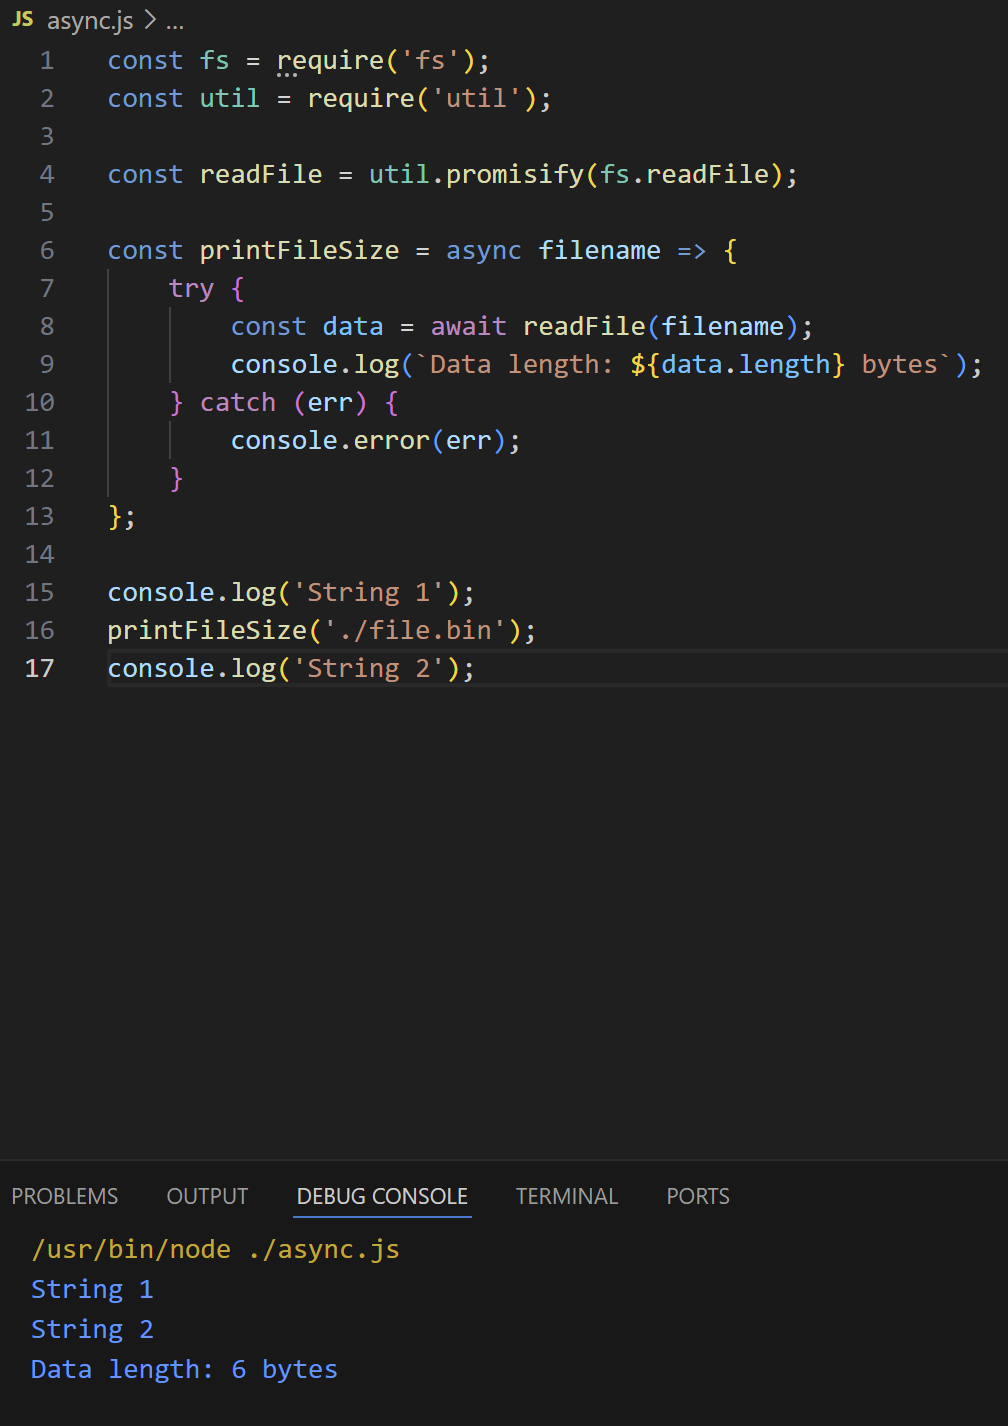 JS async.js > ...
1 const fs = require('fs');
2 const util = require('util');
3
4 const readFile = util.promisify(fs.readFile);
5
6 const printFileSize = async filename => {
7     try {
8         const data = await readFile(filename);
9         console.log(`Data length: ${data.length} bytes`);
10     } catch (err) {
11         console.error(err);
12     }
13 };
14
15 console.log('String 1');
16 printFileSize('./file.bin');
17 console.log('String 2');
PROBLEMS OUTPUT DEBUG CONSOLE TERMINAL PORTS
/usr/bin/node ./async.js
String 1
String 2
Data length: 6 bytes